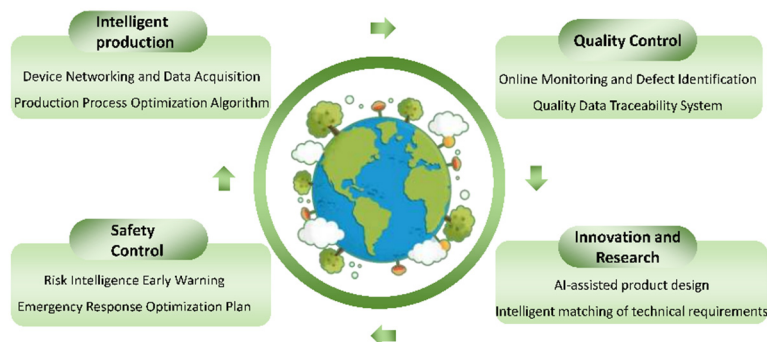 Intelligent
production
Device Networking and Data Acquisition
Production Process Optimization Algorithm
Quality Control
Online Monitoring and Defect Identification
Quality Data Traceability System
Safety
Control
Risk Intelligence Early Warning
Emergency Response Optimization Plan
Innovation and
Research
AI-assisted product design
Intelligent matching of technical requirements